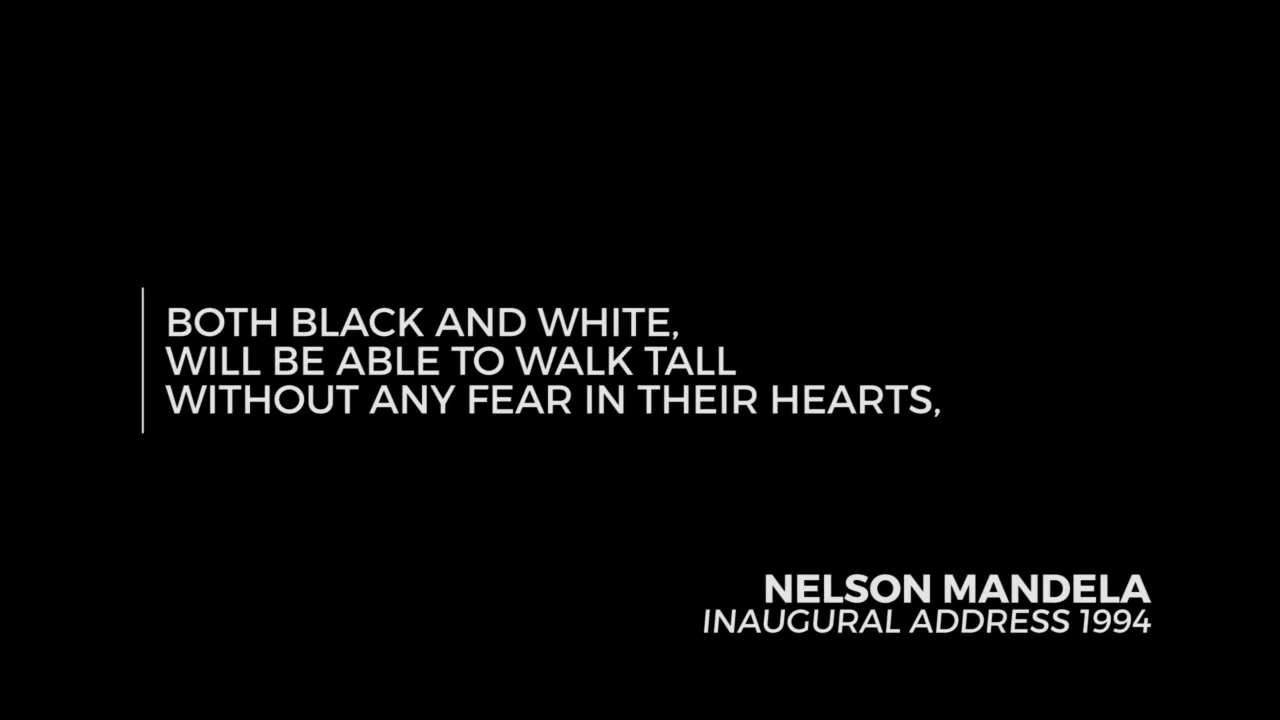 BOTH BLACK AND WHITE,
WILL BE ABLE TO WALK TALL
WITHOUT ANY FEAR IN THEIR HEARTS,
NELSON MANDELA
INAUGURAL ADDRESS 1994